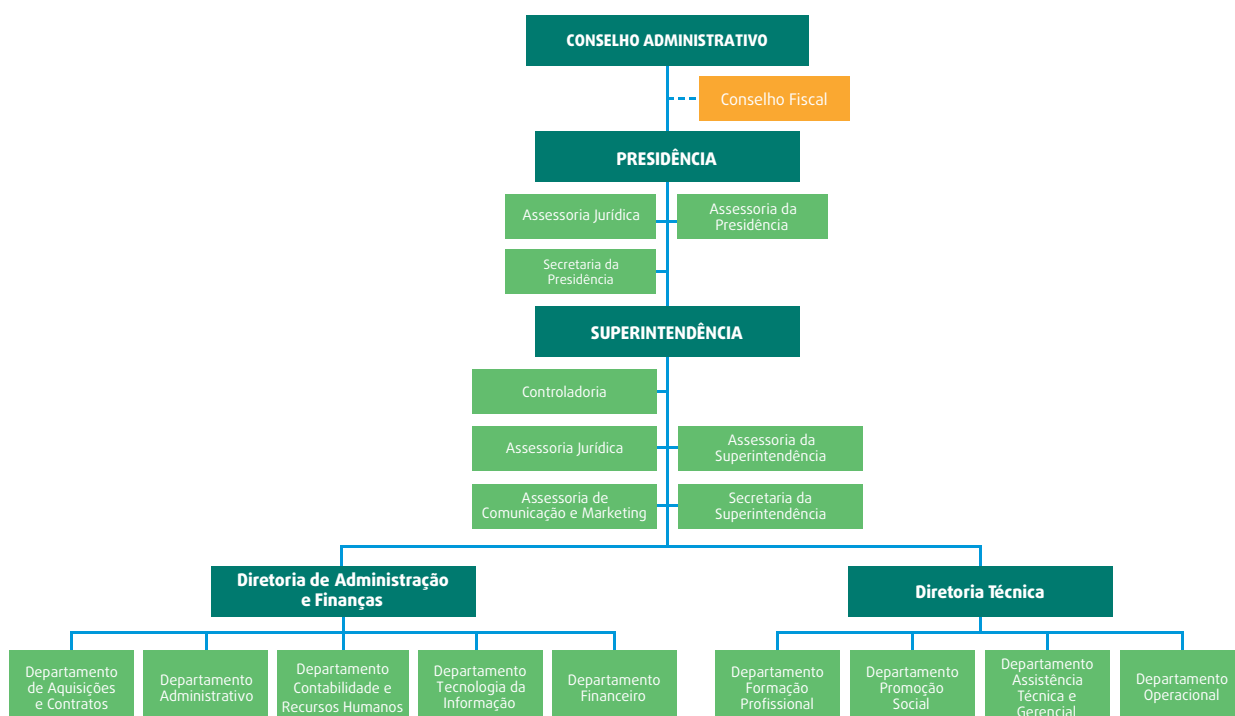 CONSELHO ADMINISTRATIVO
Conselho Fiscal
PRESIDÊNCIA
Assessoria Jurídica
Assessoria da
Presidência
Secretaria da
Presidência
SUPERINTENDÊNCIA
Controladoria
Assessoria Jurídica
Assessoria da
Superintendência
Assessoria de
Comunicação e Marketing
Secretaria da
Superintendência
Diretoria de Administração
e Finanças
Diretoria Técnica
Departamento
de Aquisições
e Contratos
Departamento
Administrativo
Departamento
Contabilidade e
Recursos Humanos
Departamento
Tecnologia da
Informação
Departamento
Financeiro
Departamento
Formação
Profissional
Departamento
Promoção
Social
Departamento
Assistência
Técnica e
Gerencial
Departamento
Operacional